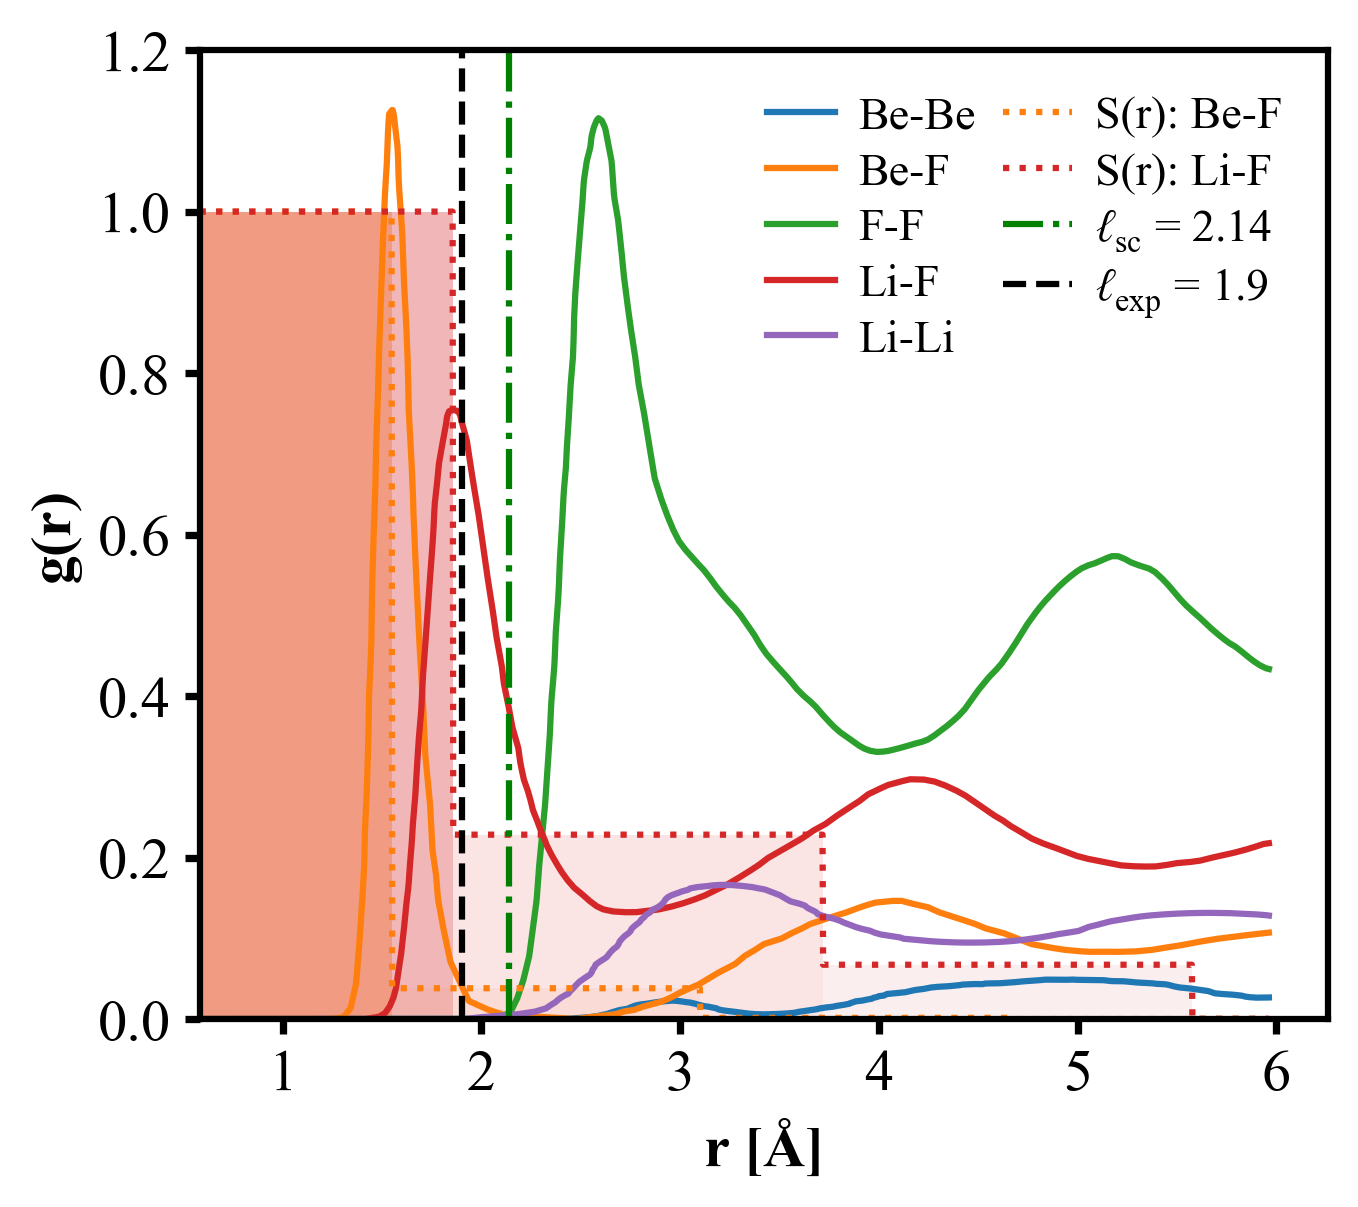 1.2
1.0
0.8
0.6
0.4
0.2
0.0
g(r)
Be-Be
Be-F
F-F
Li-F
Li-Li
S(r): Be-F
S(r): Li-F
ℓsc = 2.14
ℓexp = 1.9
1 2 3 4 5 6
r [Å]